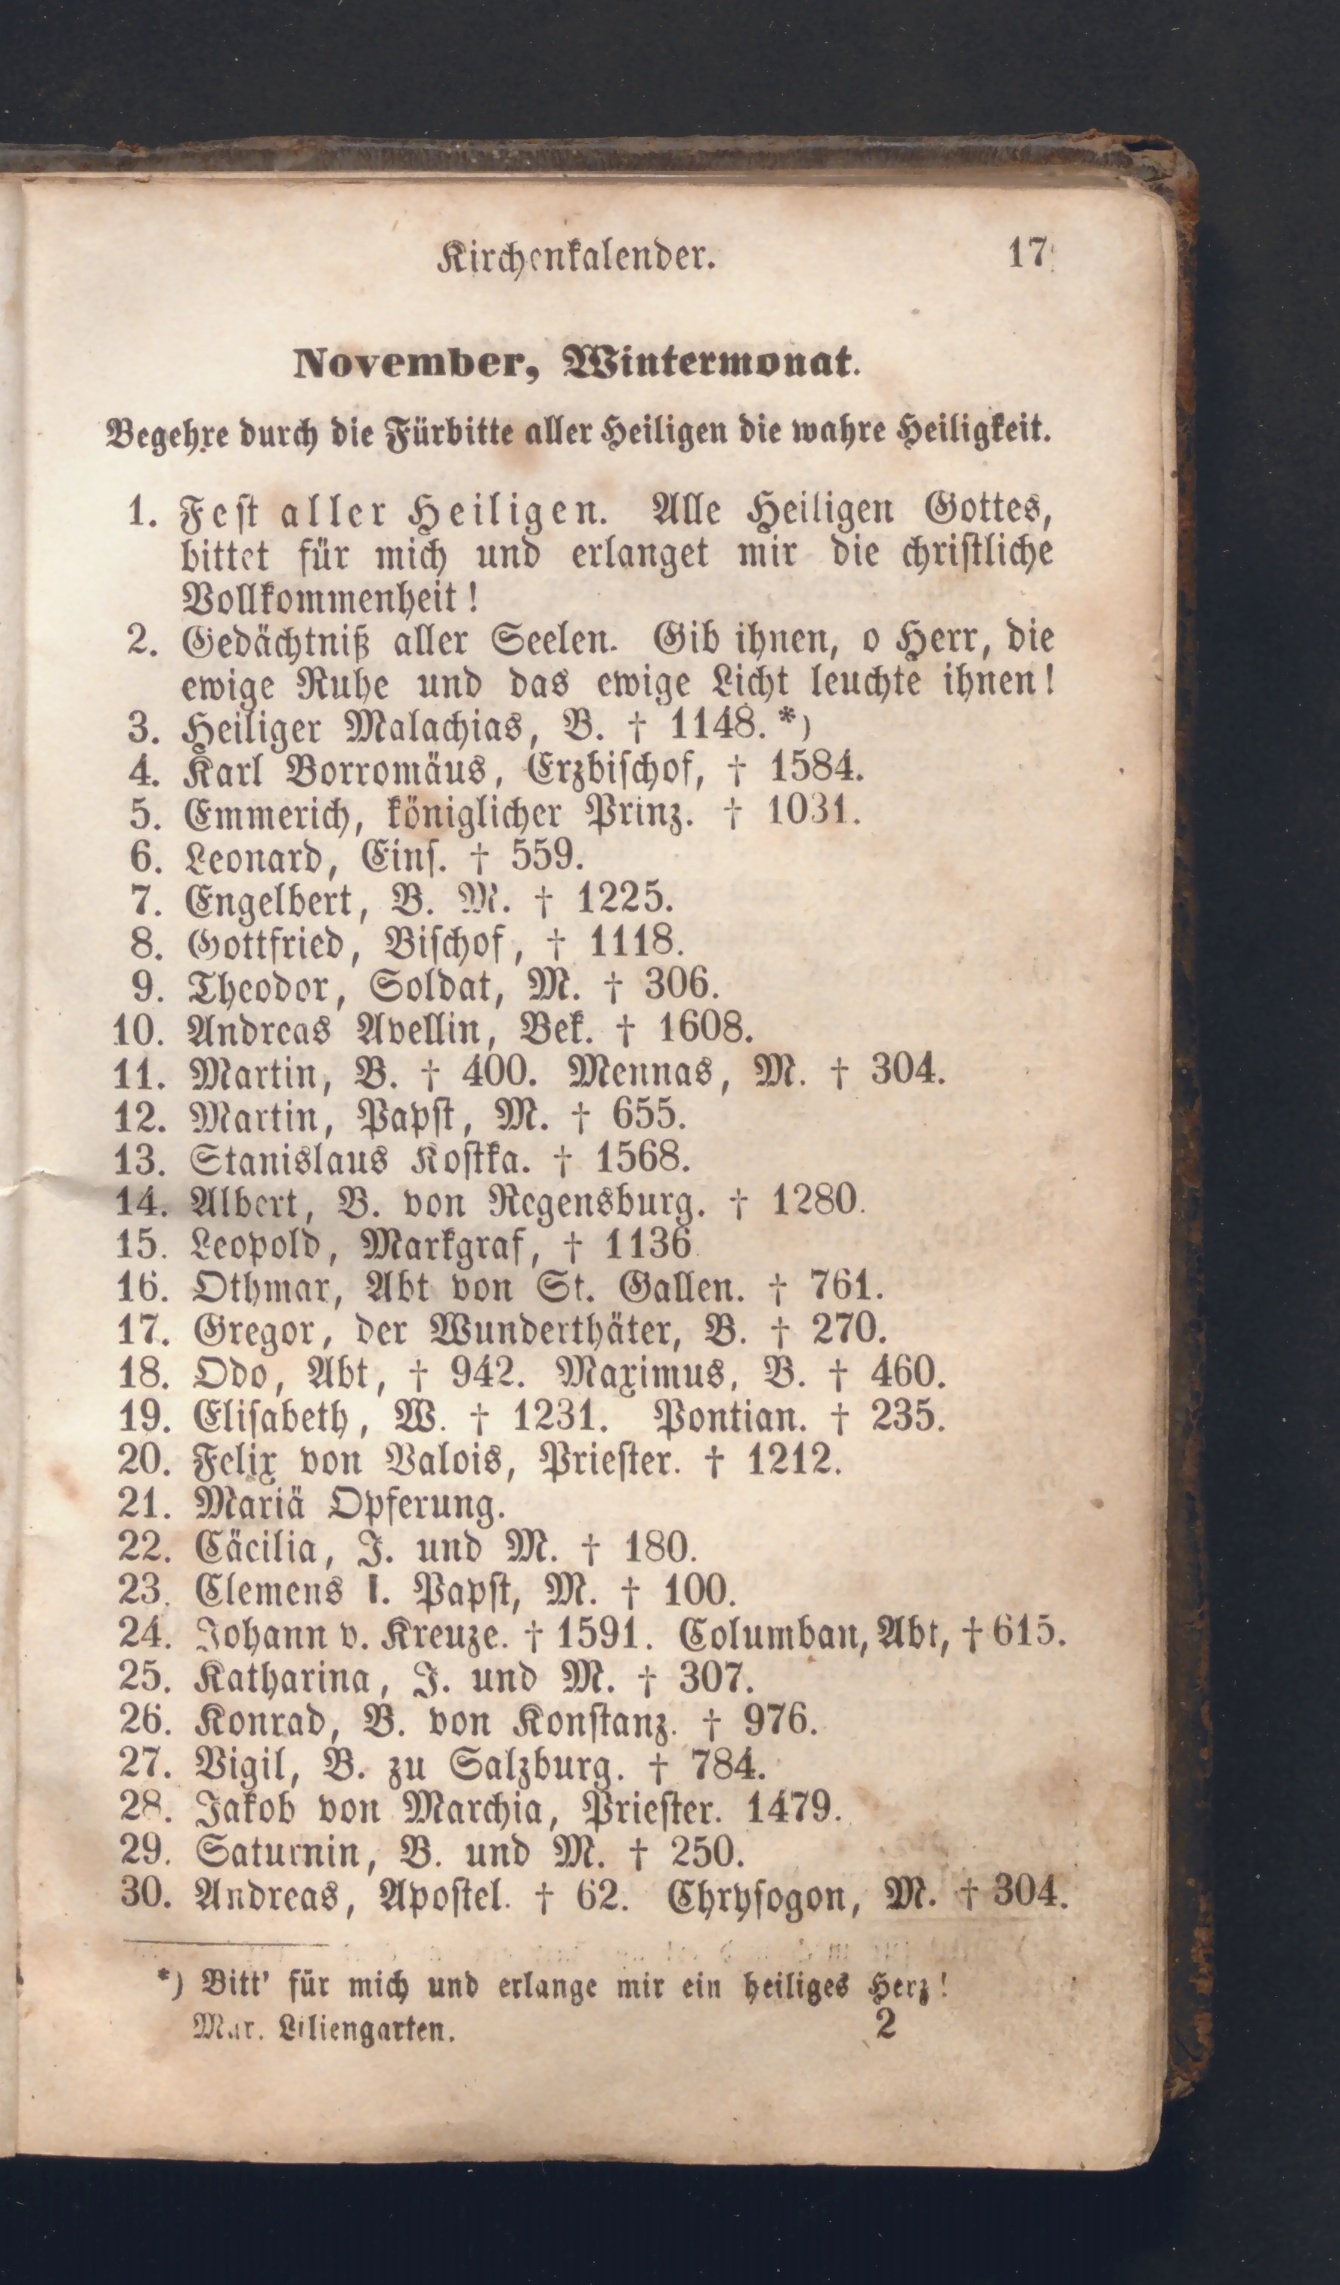 Kirchenkalender. 17
November, Wintermonat.
Begehre durch die Fürbitte aller Heiligen die wahre Heiligkeit.
1. Fest aller Heiligen. Alle Heiligen Gottes,
bittet für mich und erlanget mir die christliche
Vollkommenheit!
2. Gedächtniß aller Seelen. Gib ihnen, o Herr, die
ewige Ruhe und das ewige Licht leuchte ihnen!
3. Heiliger Malachias, B. † 1148. *)
4. Karl Borromäus, Erzbischof, † 1584.
5. Emmerich, königlicher Prinz. † 1031.
6. Leonard, Eins. † 559.
7. Engelbert, B. M. † 1225.
8. Gottfried, Bischof, † 1118.
9. Theodor, Soldat, M. † 306.
10. Andreas Avellin, Bek. † 1608.
11. Martin, B. † 400. Mennas, M. † 304.
12. Martin, Papst, M. † 655.
13. Stanislaus Kostka. † 1568.
14. Albert, B. von Regensburg. † 1280.
15. Leopold, Markgraf, † 1136
16. Othmar, Abt von St. Gallen. † 761.
17. Gregor, der Wunderthäter, B. † 270.
18. Odo, Abt, † 942. Maximus, B. † 460.
19. Elisabeth, W. † 1231. Pontian. † 235.
20. Felix von Valois, Priester. † 1212.
21. Mariä Opferung.
22. Cäcilia, J. und M. † 180.
23. Clemens I. Papst, M. † 100.
24. Johann v. Kreuze. † 1591. Columban, Abt, † 615.
25. Katharina, J. und M. † 307.
26. Konrad, B. von Konstanz. † 976.
27. Vigil, B. zu Salzburg. † 784.
28. Jakob von Marchia, Priester. 1479.
29. Saturnin, B. und M. † 250.
30. Andreas, Apostel. † 62. Chrysogon, M. † 304.
*) Bitt' für mich und erlange mir ein heiliges Herz!
Mar. Liliengarten. 2